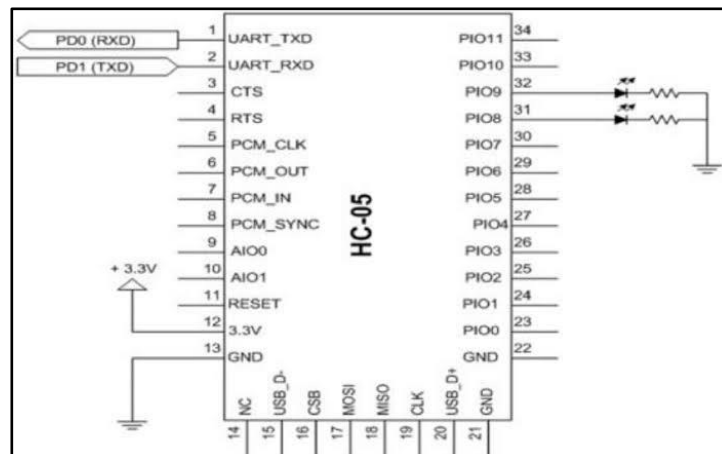 PD0 (RXD) 1 UART_TXD PIO11 34
PD1 (TXD) 2 UART_RXD PIO10 33
3 CTS PIO9 32
4 RTS PIO8 31
5 PCM_CLK PIO7 30
6 PCM_OUT PIO6 29
7 PCM_IN PIO5 28
8 PCM_SYNC PIO4 27
HC-05
9 AIO0 PIO3 26
+ 3.3V 10 AIO1 PIO2 25
11 RESET PIO1 24
12 3.3V PIO0 23
13 GND GND 22
NC USB_D- CSB MOSI MISO CLK USB_D+ GND
14 15 16 17 18 19 20 21